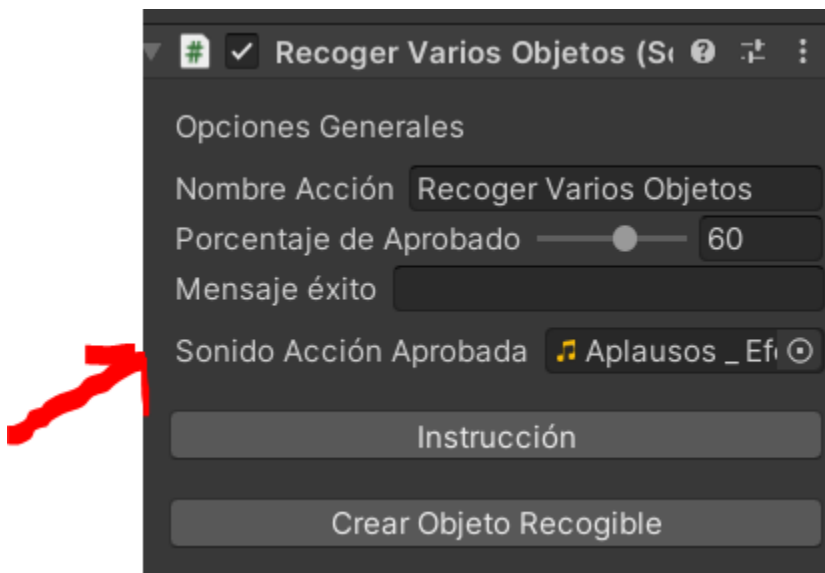 Recoger Varios Objetos (S
Opciones Generales
Nombre Acción Recoger Varios Objetos
Porcentaje de Aprobado 60
Mensaje éxito
Sonido Acción Aprobada Aplausos _ Ef
Instrucción
Crear Objeto Recogible